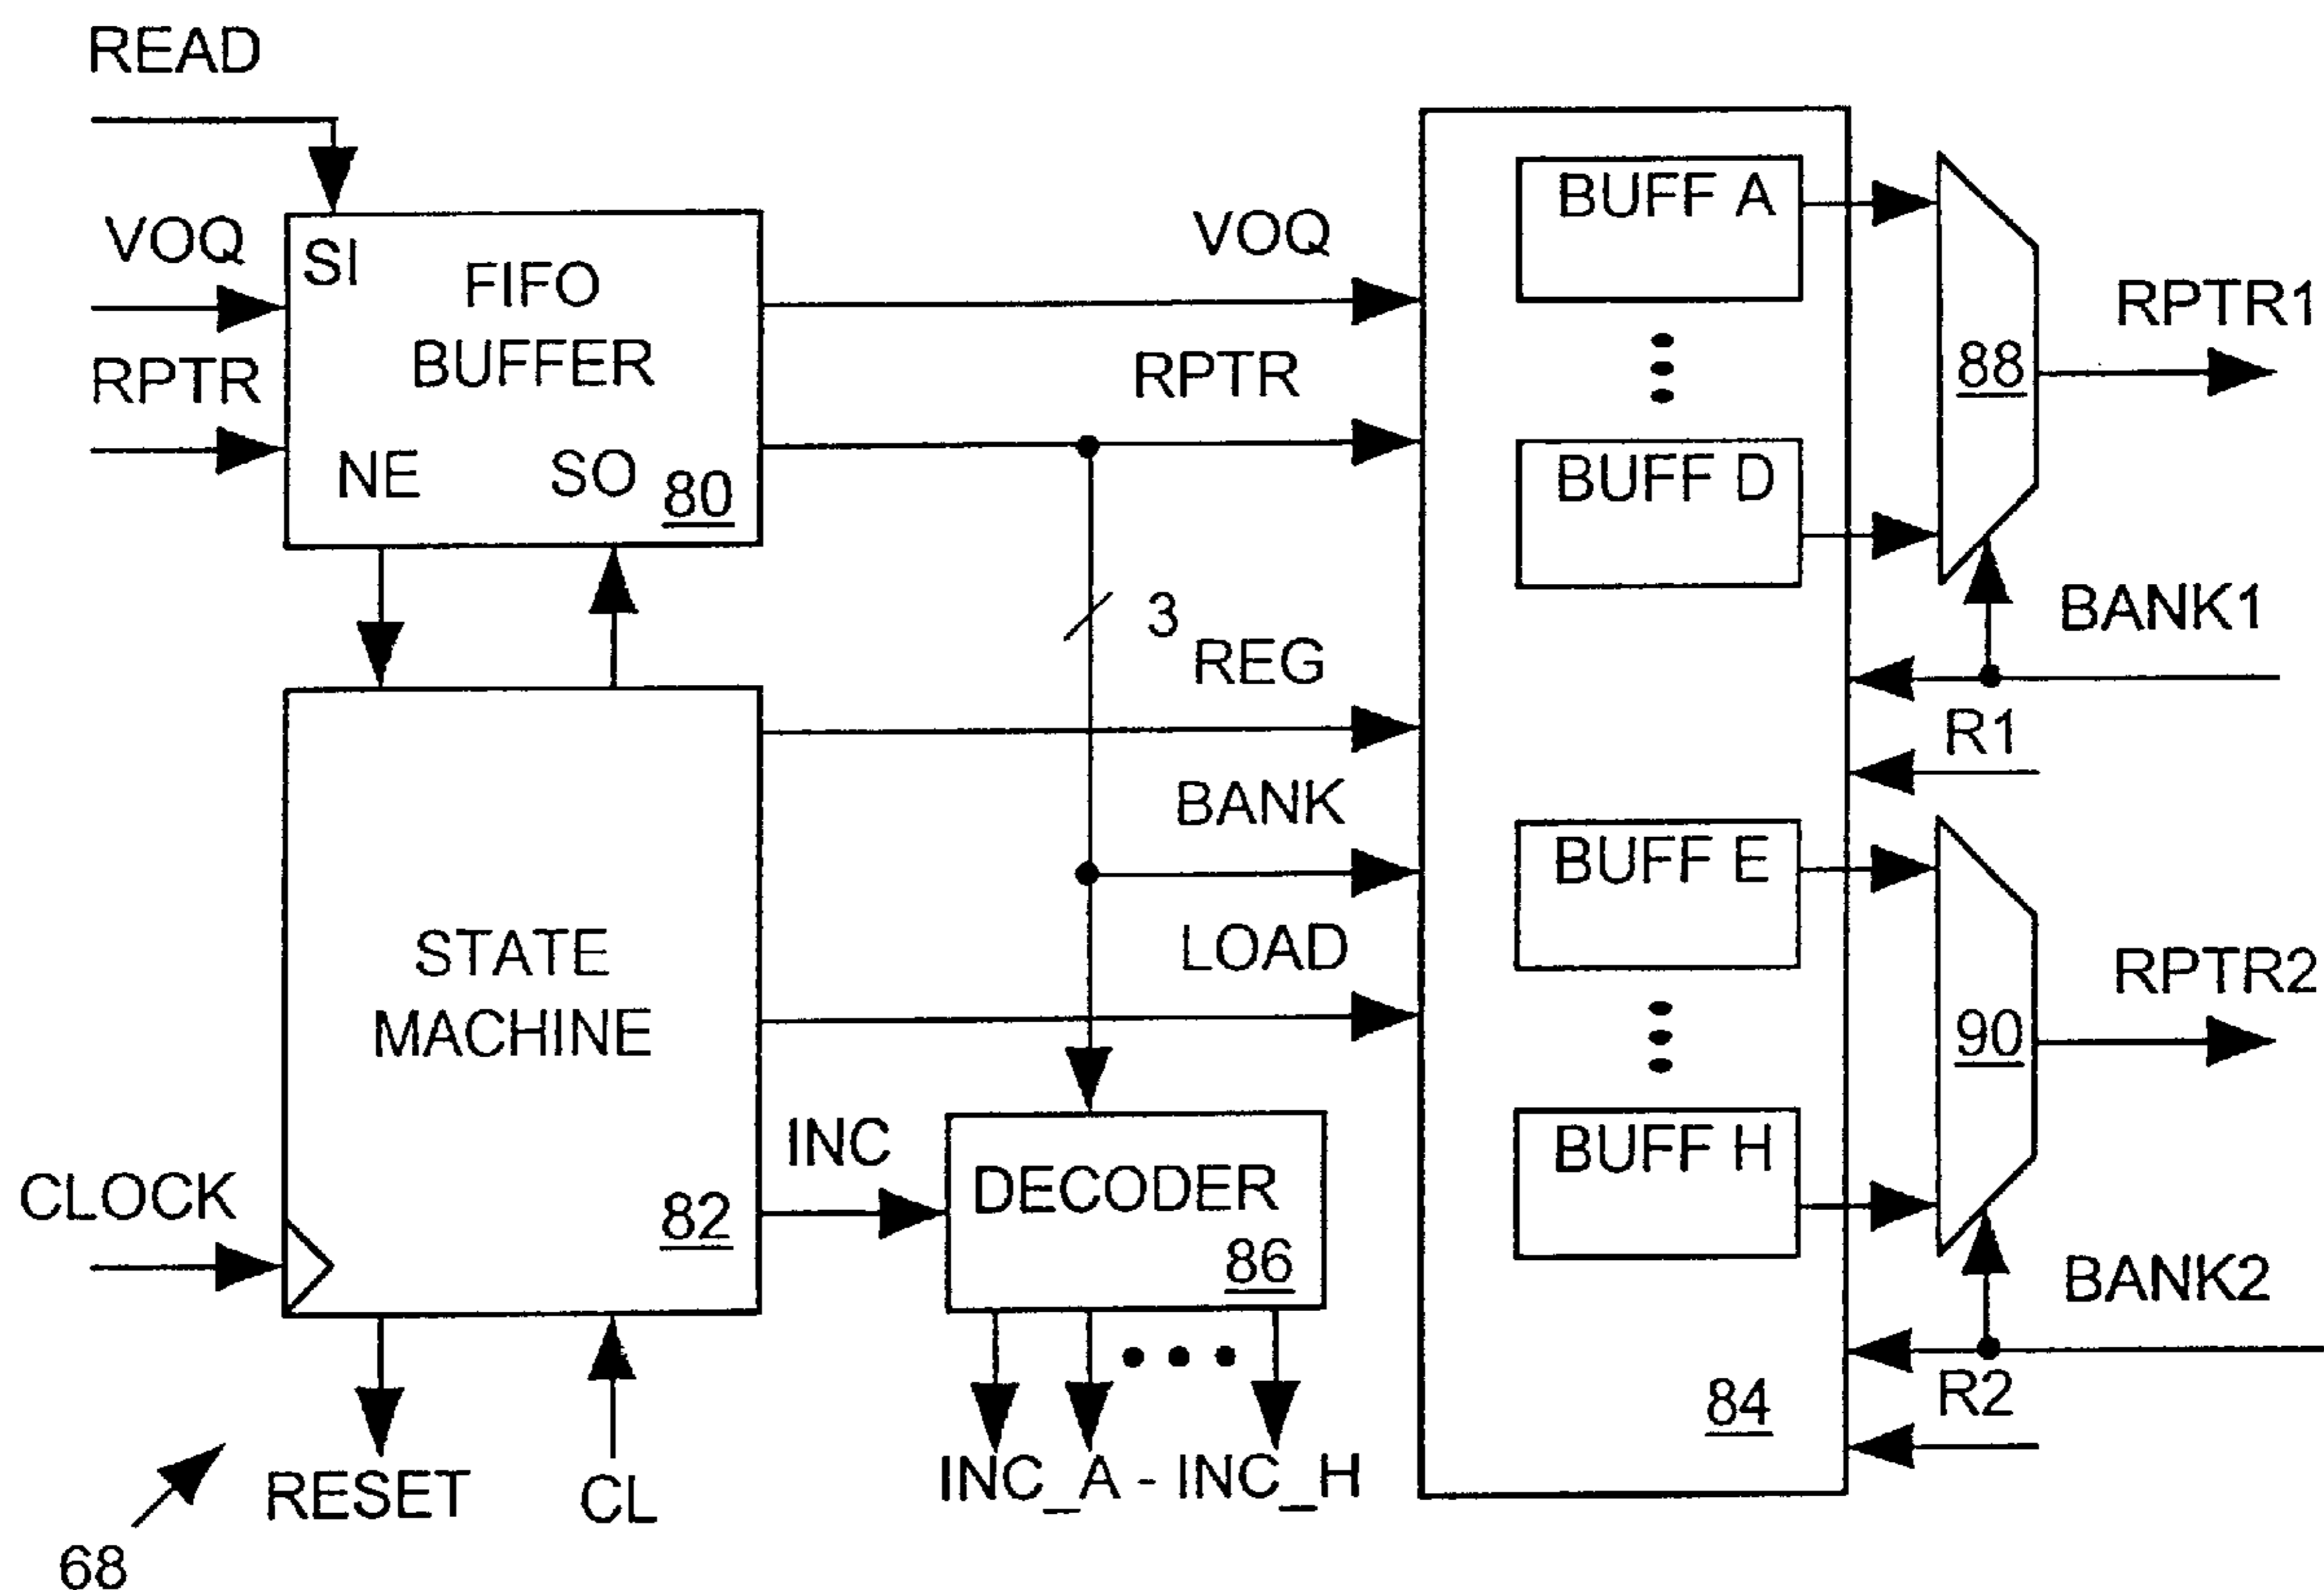 READ
VOQ
RPTR
SI
FIFO
BUFFER
NE
SO
80
VOQ
RPTR
3
REG
BANK
LOAD
STATE
MACHINE
82
CLOCK
INC
DECODER
86
RESET
CL
INC_A - INC_H
68
BUFF A
BUFF D
BUFF E
BUFF H
84
88
RPTR1
BANK1
R1
90
RPTR2
BANK2
R2